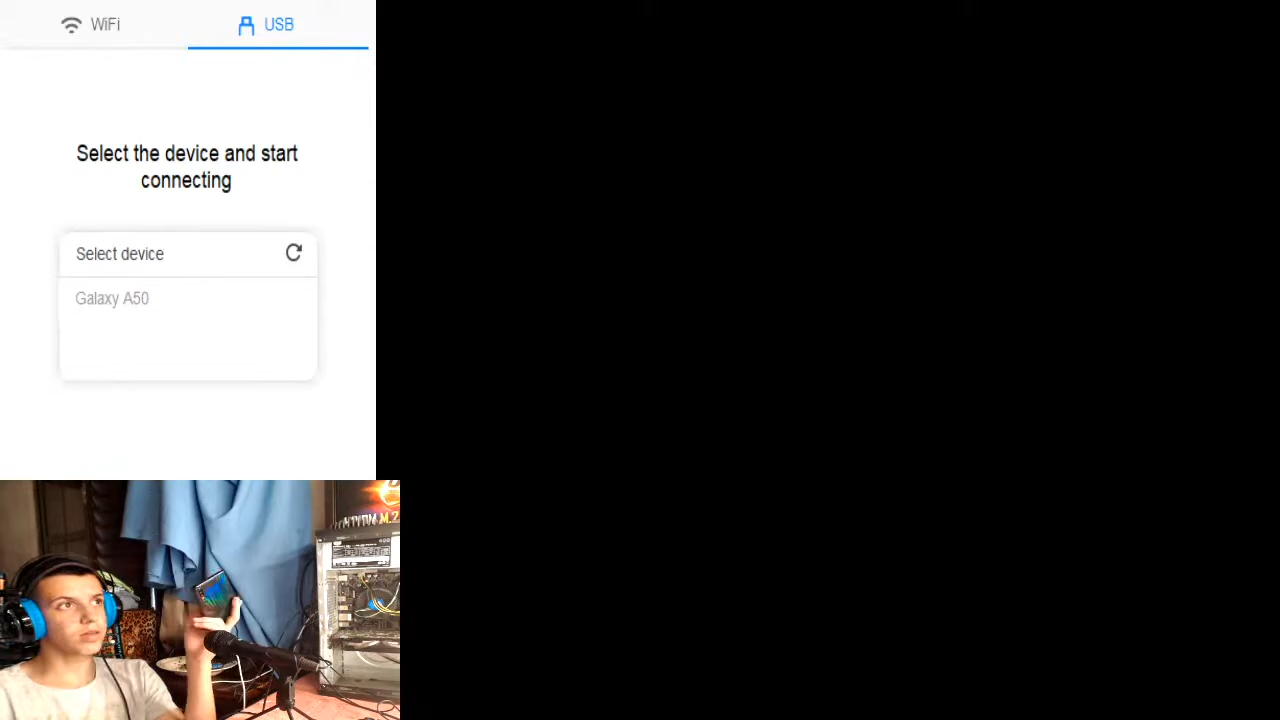 WiFi
USB
Select the device and start
connecting
Select device
Galaxy A50